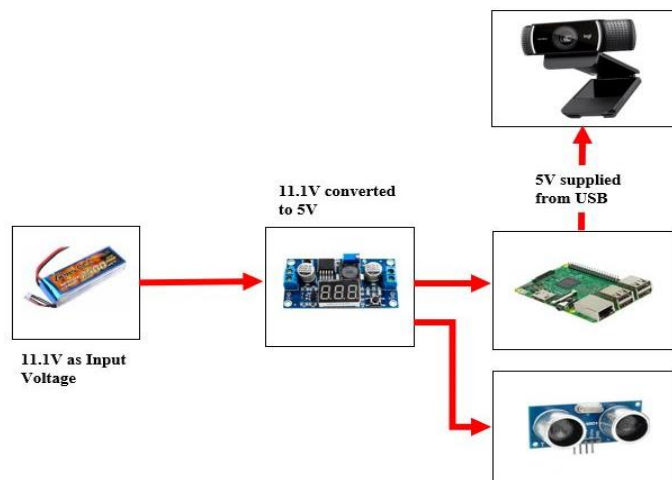 5V supplied
from USB
11.1V converted
to 5V
11.1V as Input
Voltage